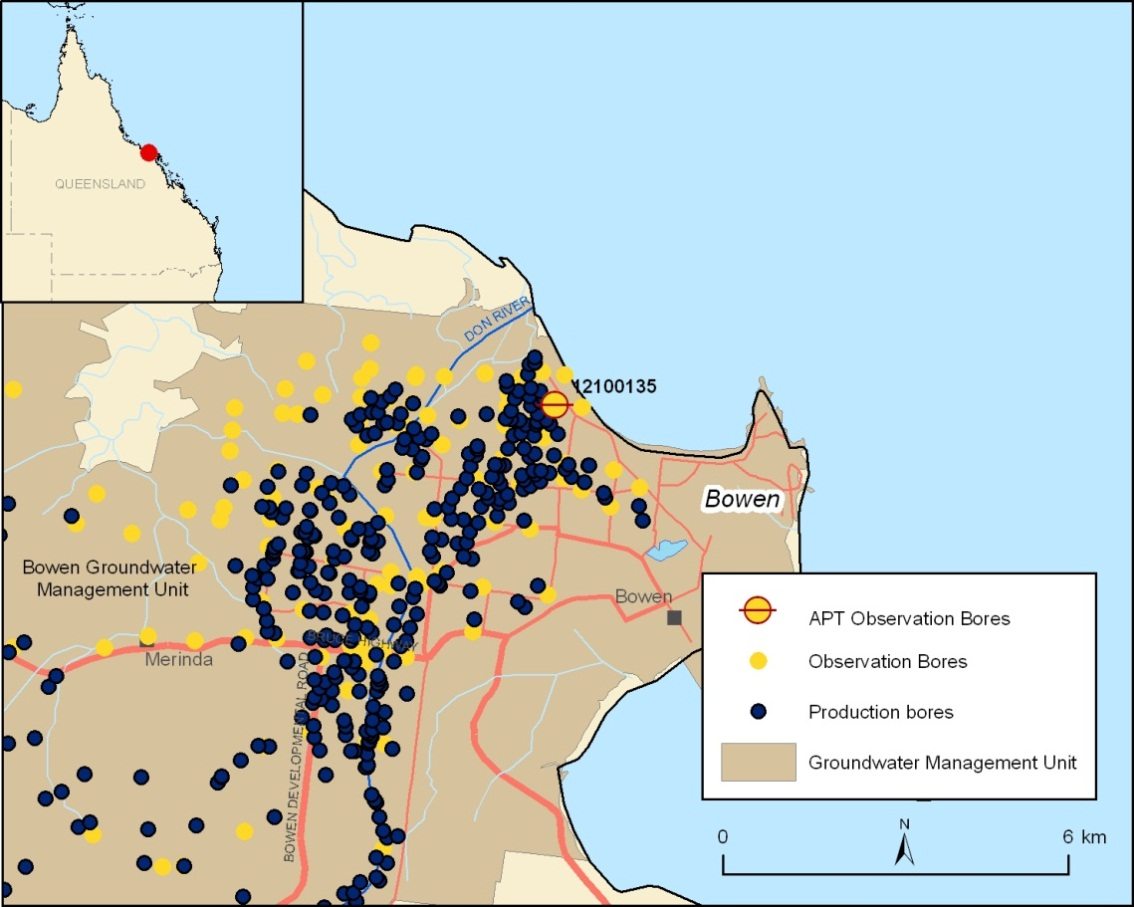 QUEENSLAND
DON RIVER
12100135
Bowen
Bowen Groundwater
Management Unit
Bowen
BRUCE HIGHWAY
Merinda
BOWEN DEVELOPMENTAL ROAD
APT Observation Bores
Observation Bores
Production bores
Groundwater Management Unit
0
N
6 km